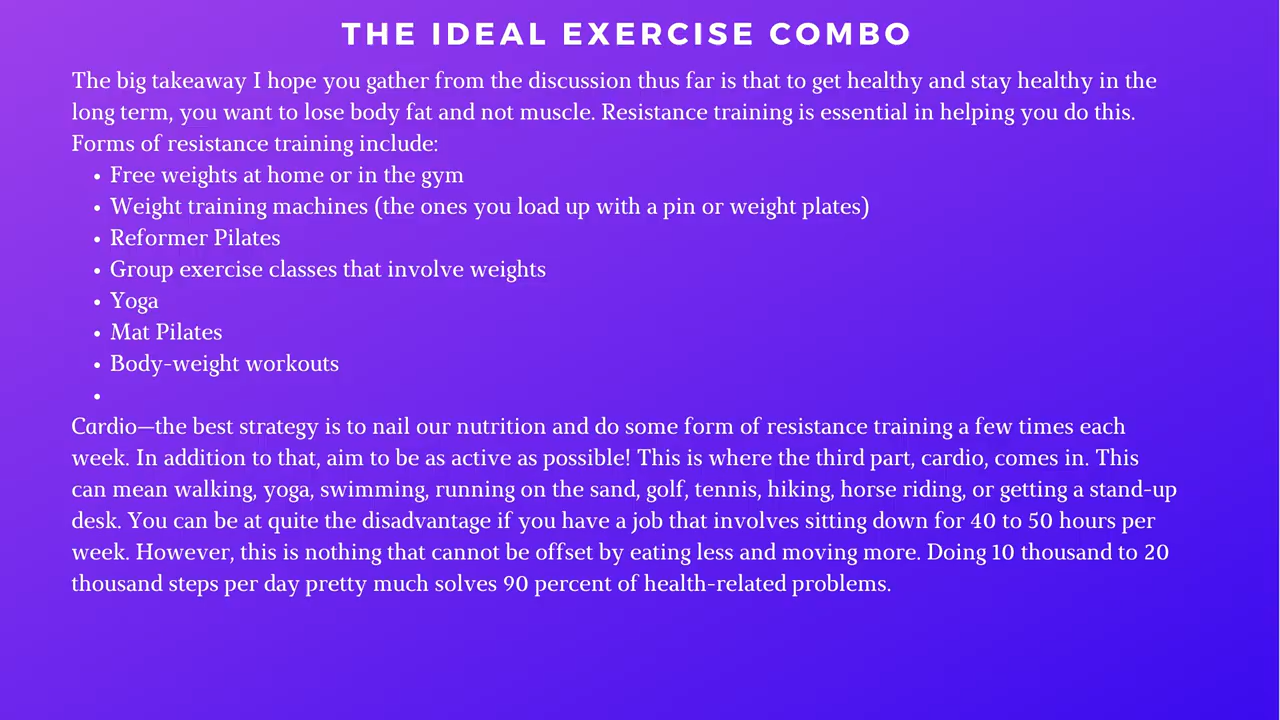 THE IDEAL EXERCISE COMBO
The big takeaway I hope you gather from the discussion thus far is that to get healthy and stay healthy in the
long term, you want to lose body fat and not muscle. Resistance training is essential in helping you do this.
Forms of resistance training include:
• Free weights at home or in the gym
• Weight training machines (the ones you load up with a pin or weight plates)
• Reformer Pilates
• Group exercise classes that involve weights
• Yoga
• Mat Pilates
• Body-weight workouts
•
Cardio—the best strategy is to nail our nutrition and do some form of resistance training a few times each
week. In addition to that, aim to be as active as possible! This is where the third part, cardio, comes in. This
can mean walking, yoga, swimming, running on the sand, golf, tennis, hiking, horse riding, or getting a stand-up
desk. You can be at quite the disadvantage if you have a job that involves sitting down for 40 to 50 hours per
week. However, this is nothing that cannot be offset by eating less and moving more. Doing 10 thousand to 20
thousand steps per day pretty much solves 90 percent of health-related problems.